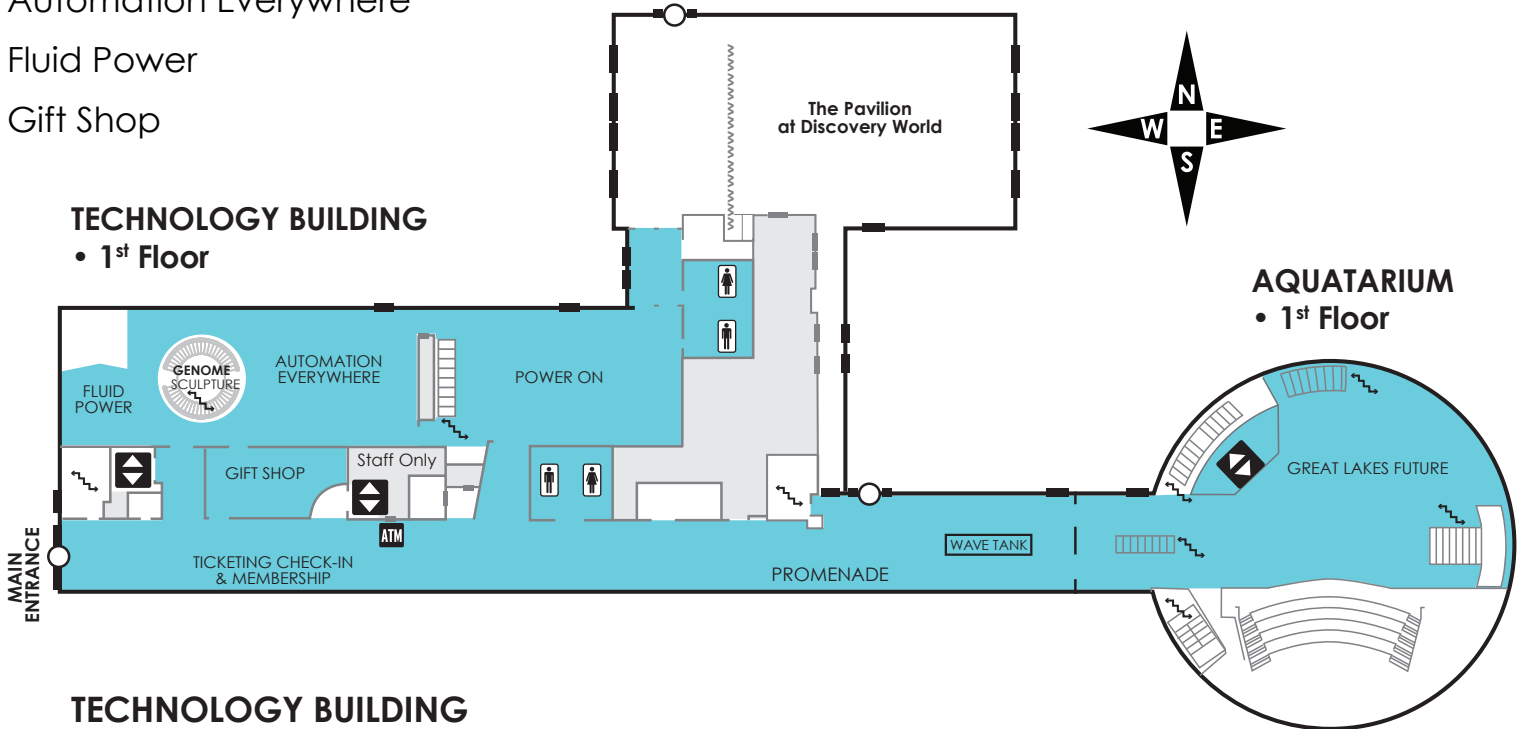 Automation Everywhere
Fluid Power
Gift Shop
The Pavilion
at Discovery World
N
W E
S
TECHNOLOGY BUILDING
• 1st Floor
AQUATARIUM
• 1st Floor
GENOME
SCULPTURE
AUTOMATION
EVERYWHERE
POWER ON
FLUID
POWER
GIFT SHOP
Staff Only
GREAT LAKES FUTURE
ATM
WAVE TANK
MAIN
ENTRANCE
TICKETING CHECK-IN
& MEMBERSHIP
PROMENADE
TECHNOLOGY BUILDING